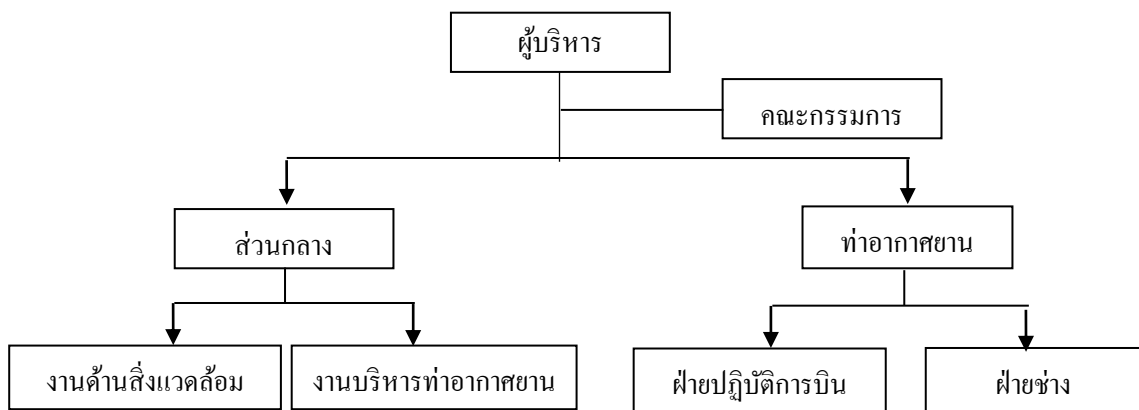 ผู้บริหาร
คณะกรรมการ
ส่วนกลาง
ท่าอากาศยาน
งานด้านสิ่งแวดล้อม
งานบริหารท่าอากาศยาน
ฝ่ายปฏิบัติการบิน
ฝ่ายช่าง